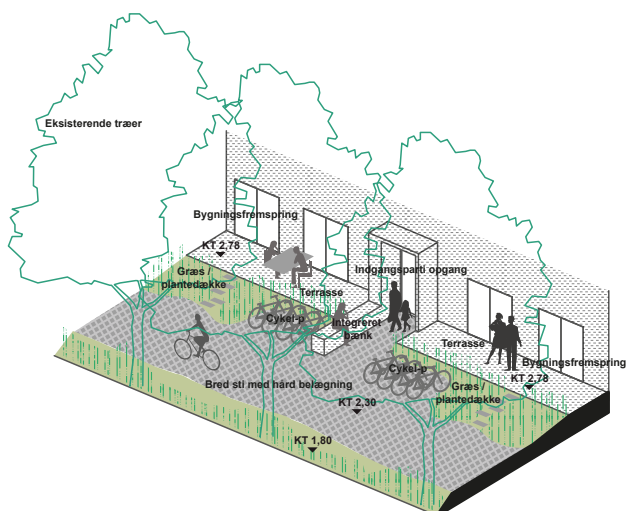 Eksisterende træer
Bygningsfremspring
KT 2,78
Indgangsparti opgang
Græs /
plantedække
Terrasse
Cykel-p
Integreret
bænk
Terrasse
Bygningsfremspring
Cykel-p
KT 2,78
Græs /
plantedække
Bred sti med hård belægning
KT 2,30
KT 1,80